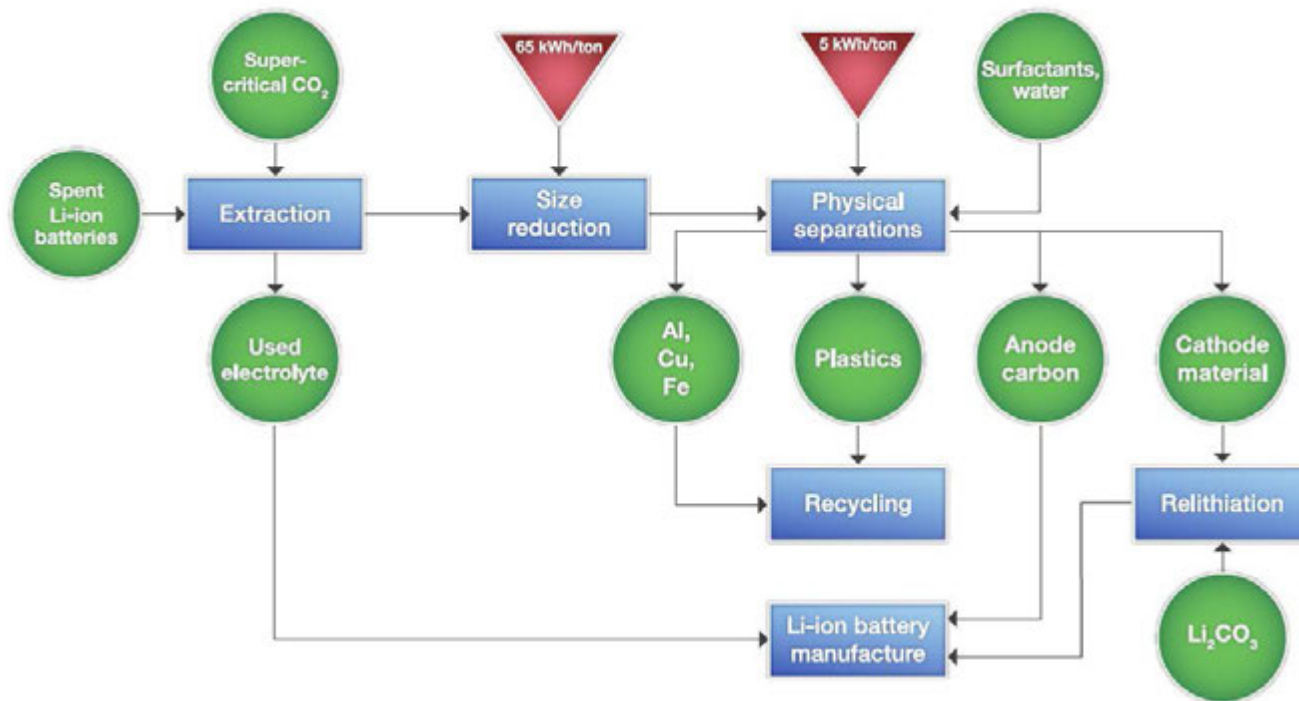 Super-
critical CO₂
65 kWh/ton
5 kWh/ton
Surfactants,
water
Spent
Li-ion
batteries
Extraction
Size
reduction
Physical
separations
Used
electrolyte
Al,
Cu,
Fe
Plastics
Anode
carbon
Cathode
material
Recycling
Relithiation
Li-ion battery
manufacture
Li₂CO₃